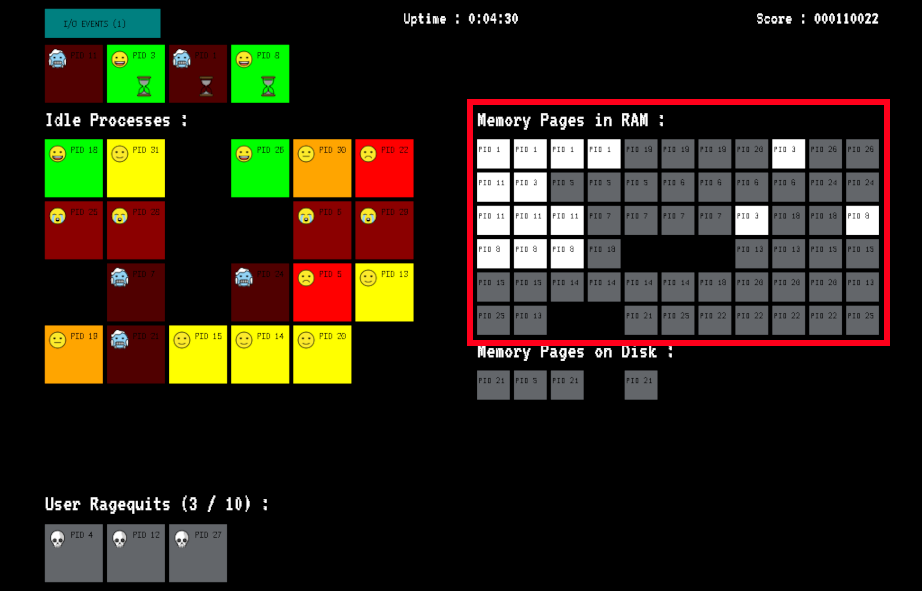 I/O EVENTS (1)
Uptime : 0:04:30
Score : 000110022
PID 11 PID 3 PID 1 PID 8
Idle Processes :
PID 18 PID 31 PID 26 PID 30 PID 22
PID 25 PID 28 PID 6 PID 29
PID 7 PID 24 PID 5 PID 13
PID 19 PID 21 PID 15 PID 14 PID 20
Memory Pages in RAM :
PID 1 PID 1 PID 1 PID 1 PID 19 PID 19 PID 19 PID 20 PID 3 PID 26 PID 26
PID 11 PID 3 PID 5 PID 5 PID 5 PID 6 PID 6 PID 6 PID 6 PID 24 PID 24
PID 11 PID 11 PID 11 PID 7 PID 7 PID 7 PID 7 PID 3 PID 18 PID 18 PID 8
PID 8 PID 8 PID 8 PID 18 PID 13 PID 13 PID 15 PID 15
PID 15 PID 15 PID 14 PID 14 PID 14 PID 14 PID 18 PID 20 PID 20 PID 20 PID 13
PID 25 PID 13 PID 21 PID 25 PID 22 PID 22 PID 22 PID 22 PID 25
Memory Pages on Disk :
PID 21 PID 5 PID 21 PID 21
User Ragequits (3 / 10) :
PID 4 PID 12 PID 27